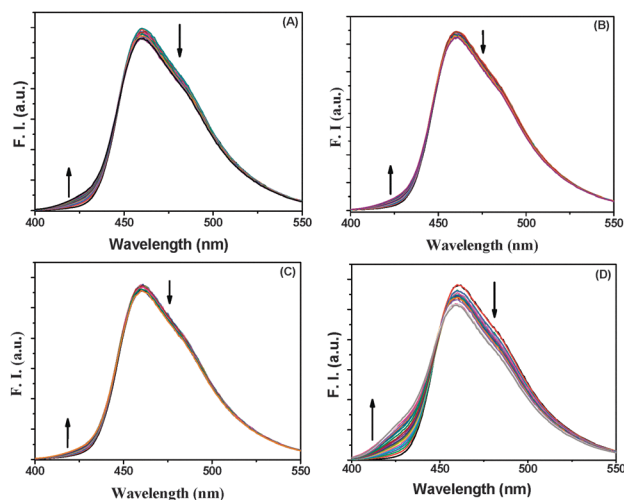 (A)
F. I. (a.u.)
400 450 500 550
Wavelength (nm)
(B)
F. I (a.u.)
400 450 500 550
Wavelength (nm)
(C)
F. I. (a.u.)
400 450 500 550
Wavelength (nm)
(D)
F. I. (a.u.)
400 450 500 550
Wavelength (nm)